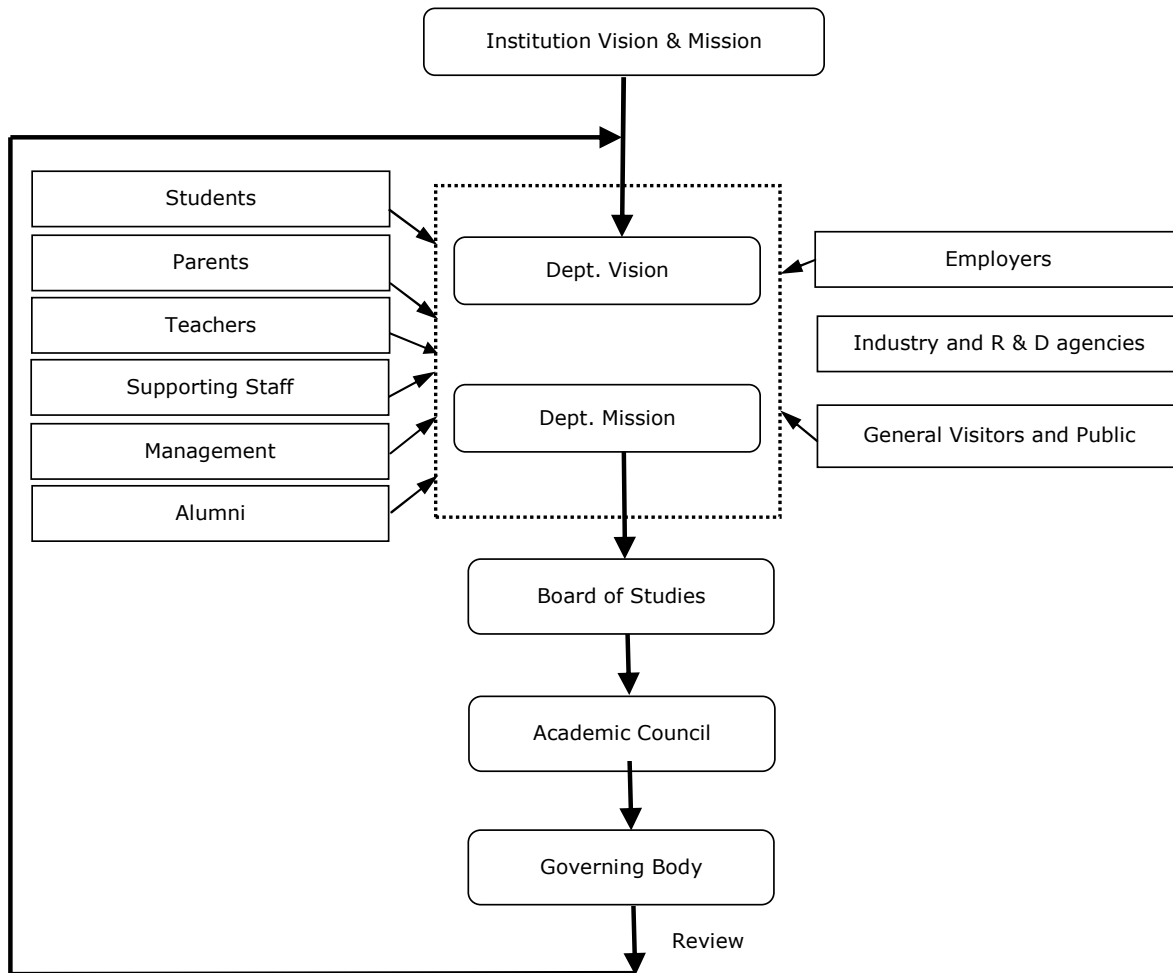 Institution Vision & Mission
Students
Parents
Teachers
Supporting Staff
Management
Alumni
Dept. Vision
Dept. Mission
Employers
Industry and R & D agencies
General Visitors and Public
Board of Studies
Academic Council
Governing Body
Review